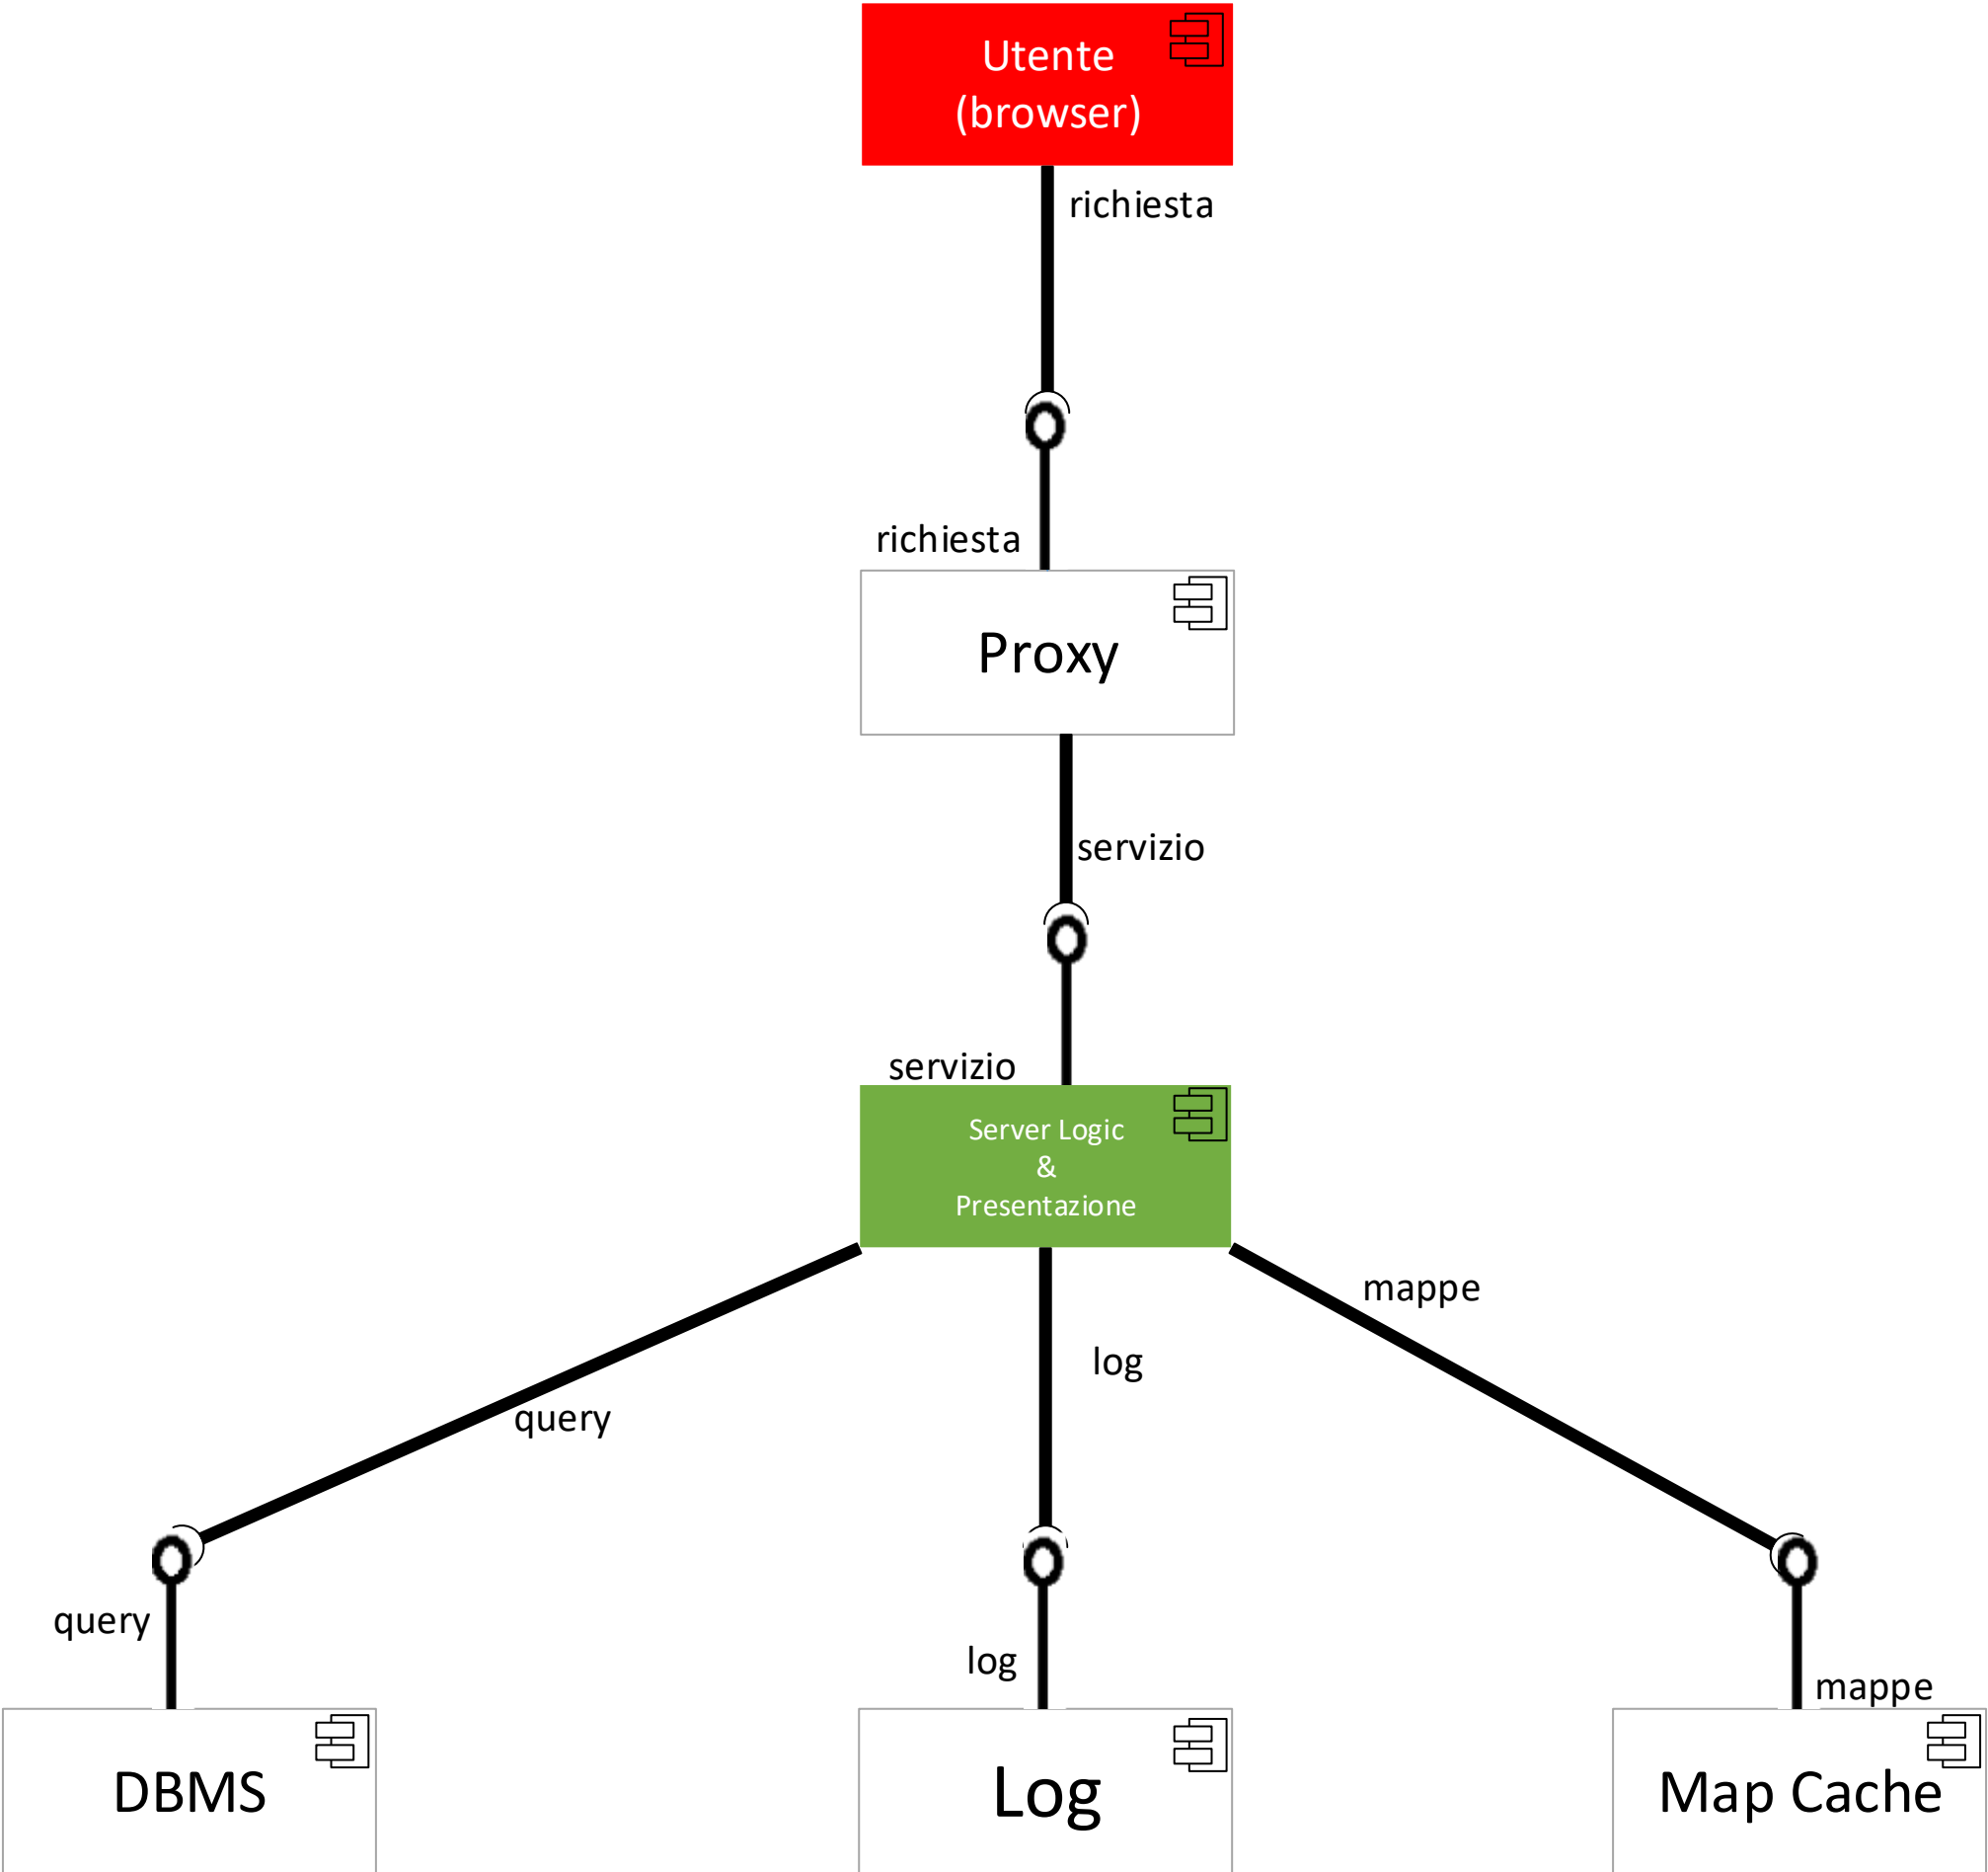 Utente
(browser)
richiesta
richiesta
Proxy
servizio
servizio
Server Logic
&
Presentazione
mappe
log
query
query
log
mappe
DBMS
Log
Map Cache